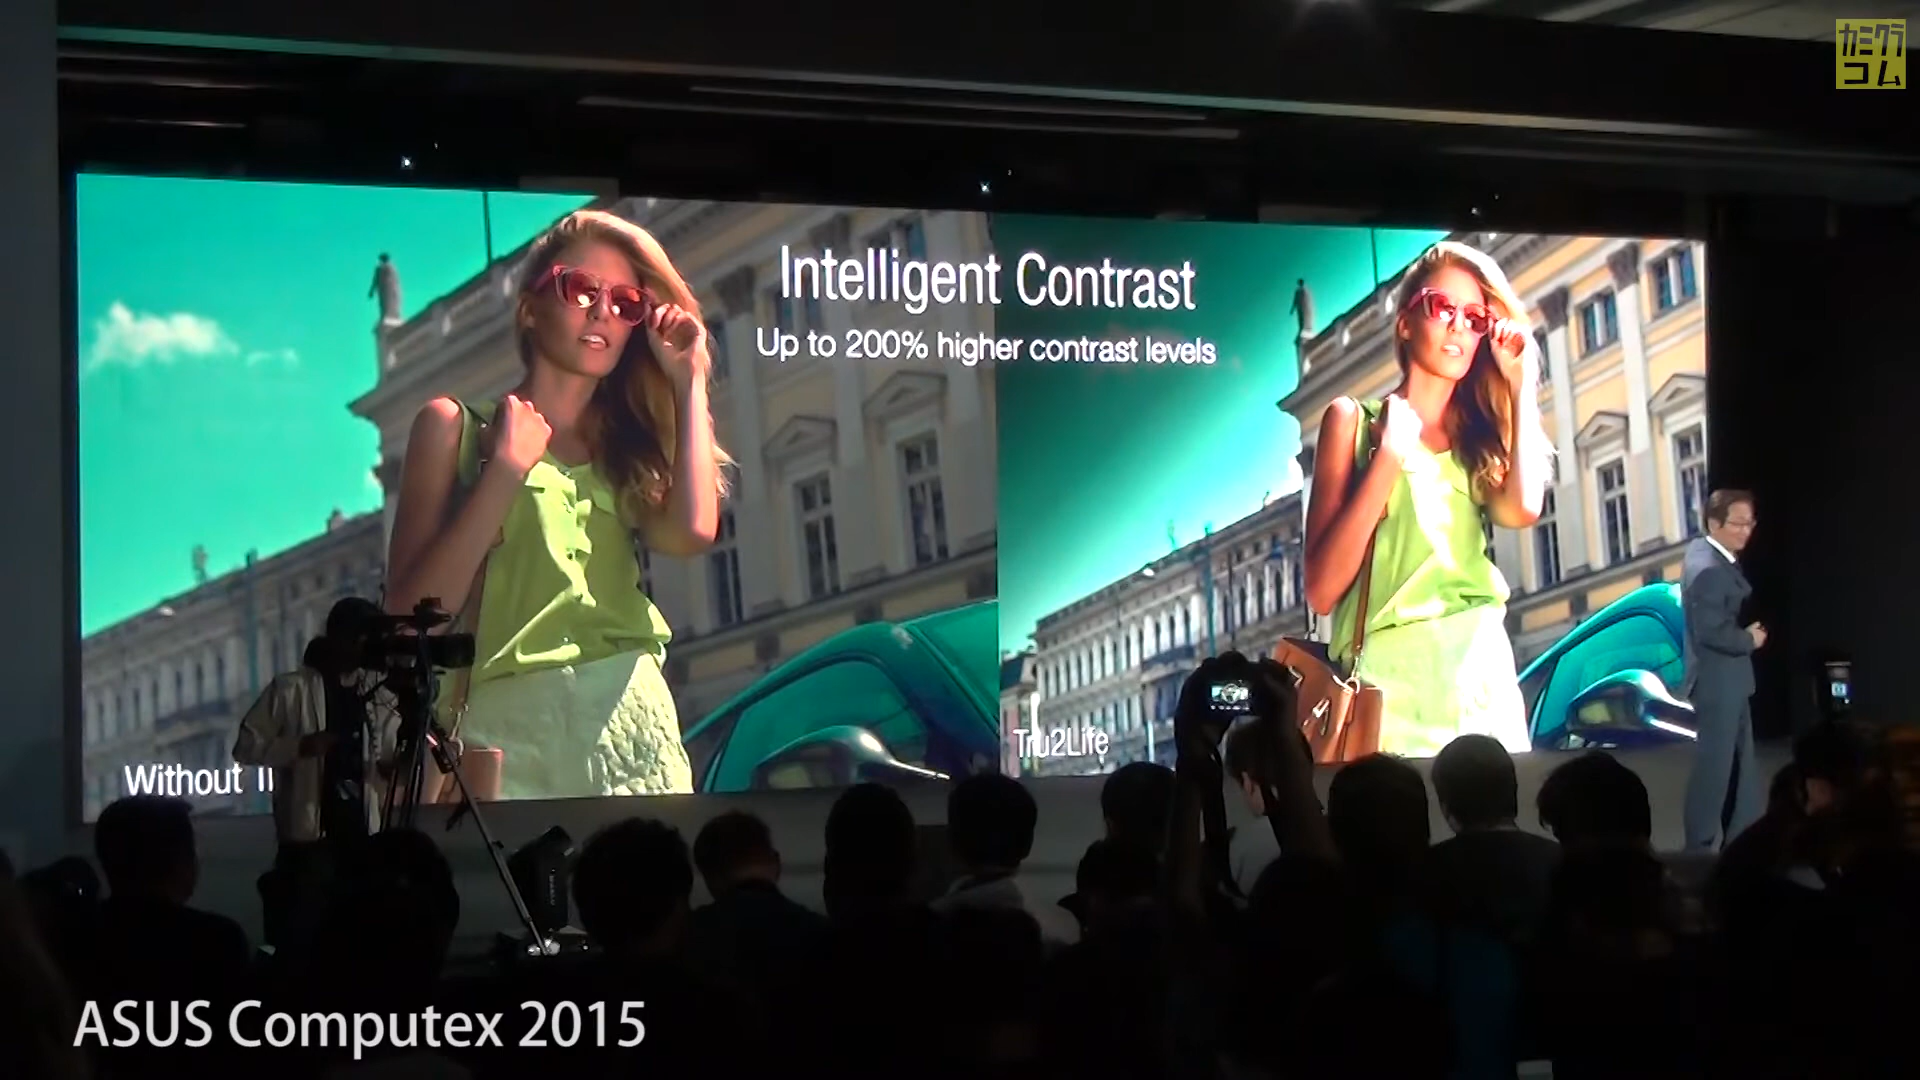 カミクラ
コム
Intelligent Contrast
Up to 200% higher contrast levels
Tru2Life
Without
ASUS Computex 2015